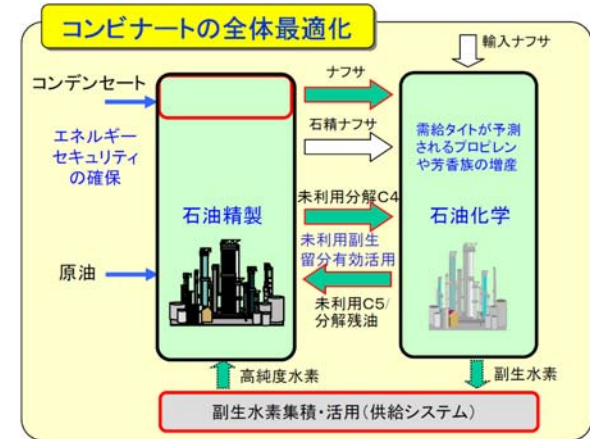 コンビナートの全体最適化
輸入ナフサ
コンデンセート
ナフサ
エネルギー
セキュリティ
の確保
石精ナフサ
需給タイトが予測
されるプロピレン
や芳香族の増産
未利用分解C4
石油精製
石油化学
未利用副生
留分有効活用
原油
未利用C5/
分解残油
高純度水素
副生水素
副生水素集積・活用(供給システム)